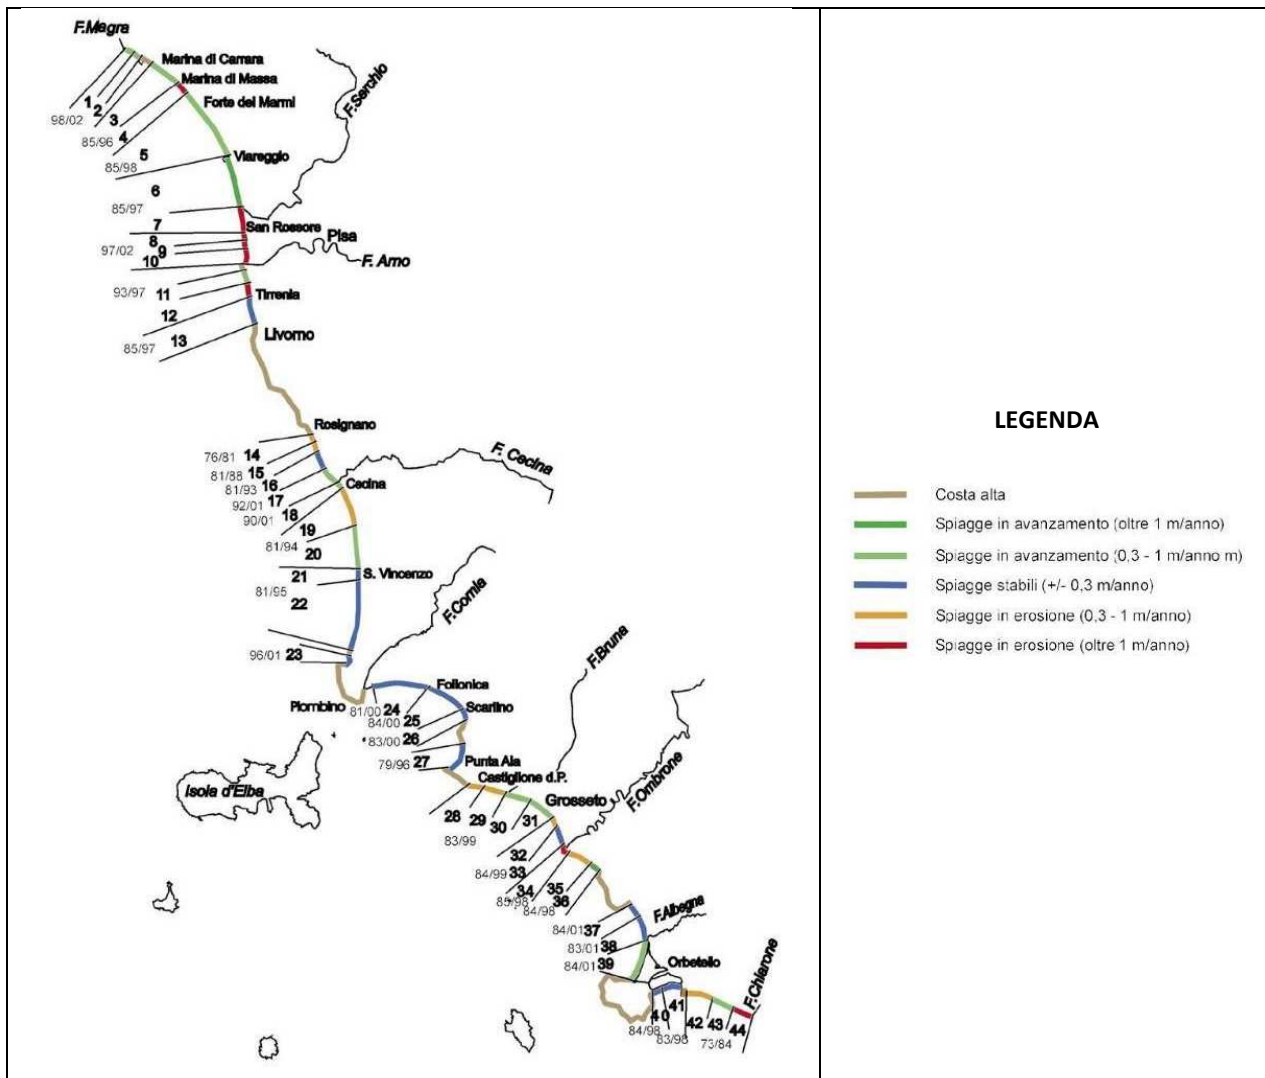 F.Magra
Marina di Carrara
Marina di Massa
Forte dei Marmi
F.Serchio
1
2
98/02
3
4
85/96
5
85/98
Viareggio
6
85/97
7
San Rossore
8
Pisa
97/02
9
10
F. Arno
93/97
11
Tirrenia
12
Livorno
13
85/97
Rosignano
76/81 14
81/88 15
81/93 16
92/01 17
90/01 18
F. Cecina
Cecina
19
81/94
20
21
S. Vincenzo
81/95
22
F.Cornia
96/01 23
F.Bruna
Piombino
Follonica
81/00 24
84/00 25
Scarlino
83/00 26
79/96 27
Punta Ala
Castiglione d.P.
Isola d'Elba
Grosseto
F.Ombrone
28
29
30
31
83/99
32
84/99 33
34
85/98
35
36
84/98
84/01 37
F.Albegna
83/01 38
84/01 39
Orbetello
F.Chiarone
40
41
42
43
44
84/98
83/98
73/84
LEGENDA
Costa alta
Spiagge in avanzamento (oltre 1 m/anno)
Spiagge in avanzamento (0,3 - 1 m/anno m)
Spiagge stabili (+/- 0,3 m/anno)
Spiagge in erosione (0,3 - 1 m/anno)
Spiagge in erosione (oltre 1 m/anno)